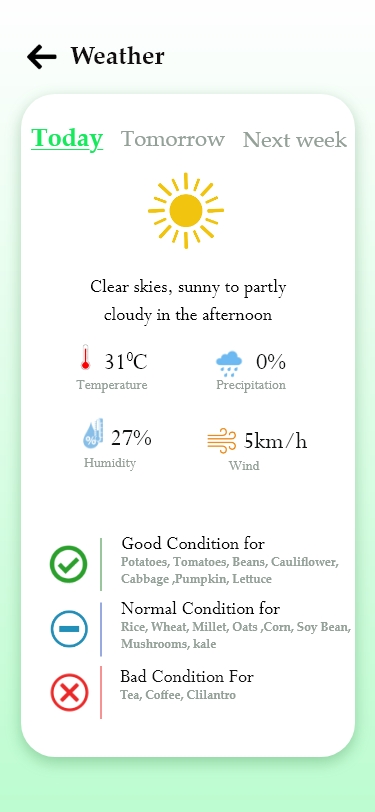 Weather
Today Tomorrow Next week
Clear skies, sunny to partly
cloudy in the afternoon
31⁰C 0%
Temperature Precipitation
% 27% 5km/h
Humidity Wind
Good Condition for
Potatoes, Tomatoes, Beans, Cauliflower,
Cabbage ,Pumpkin, Lettuce
Normal Condition for
Rice, Wheat, Millet, Oats ,Corn, Soy Bean,
Mushrooms, kale
Bad Condition For
Tea, Coffee, Clilantro